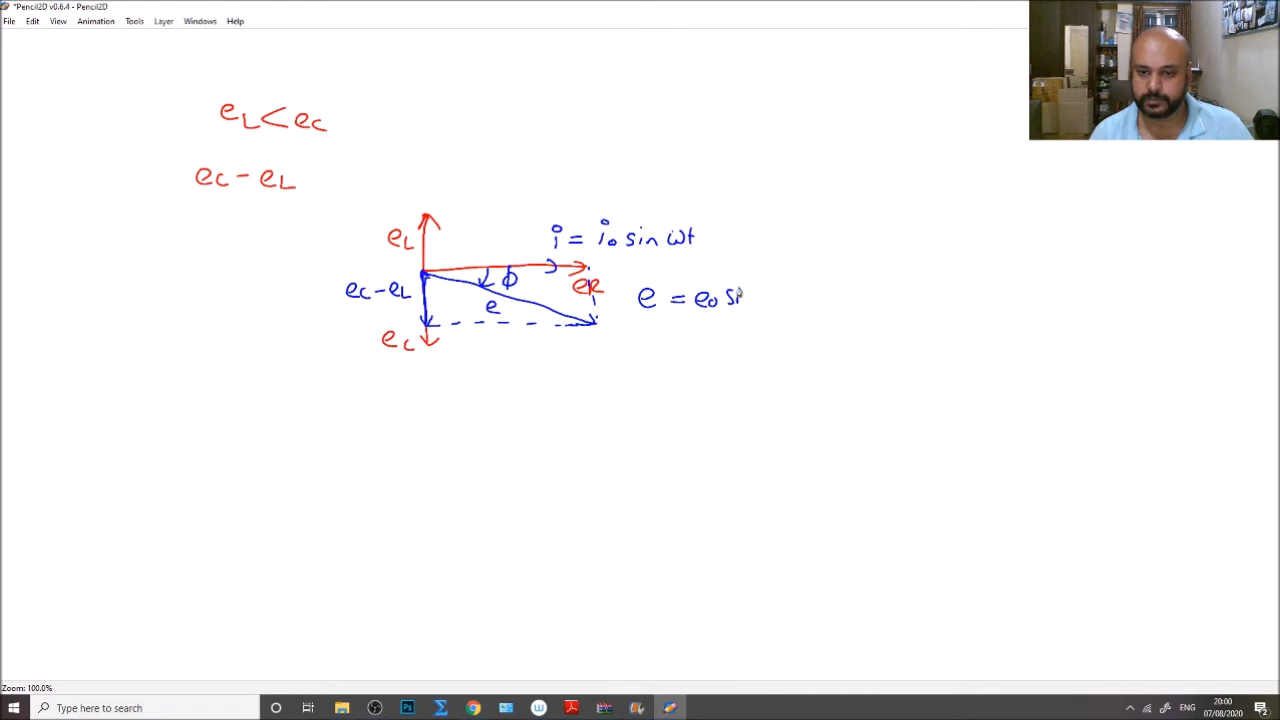 *Pencil2D v0.6.4 - Pencil2D
File Edit View Animation Tools Layer Windows Help
eL < ec
ec - eL
eL
i = i₀ sin ωt
ϕ
eR
ec - eL
e
e = e₀ si
ec
Zoom: 100.0%
Type here to search
ENG
20:00
07/08/2020